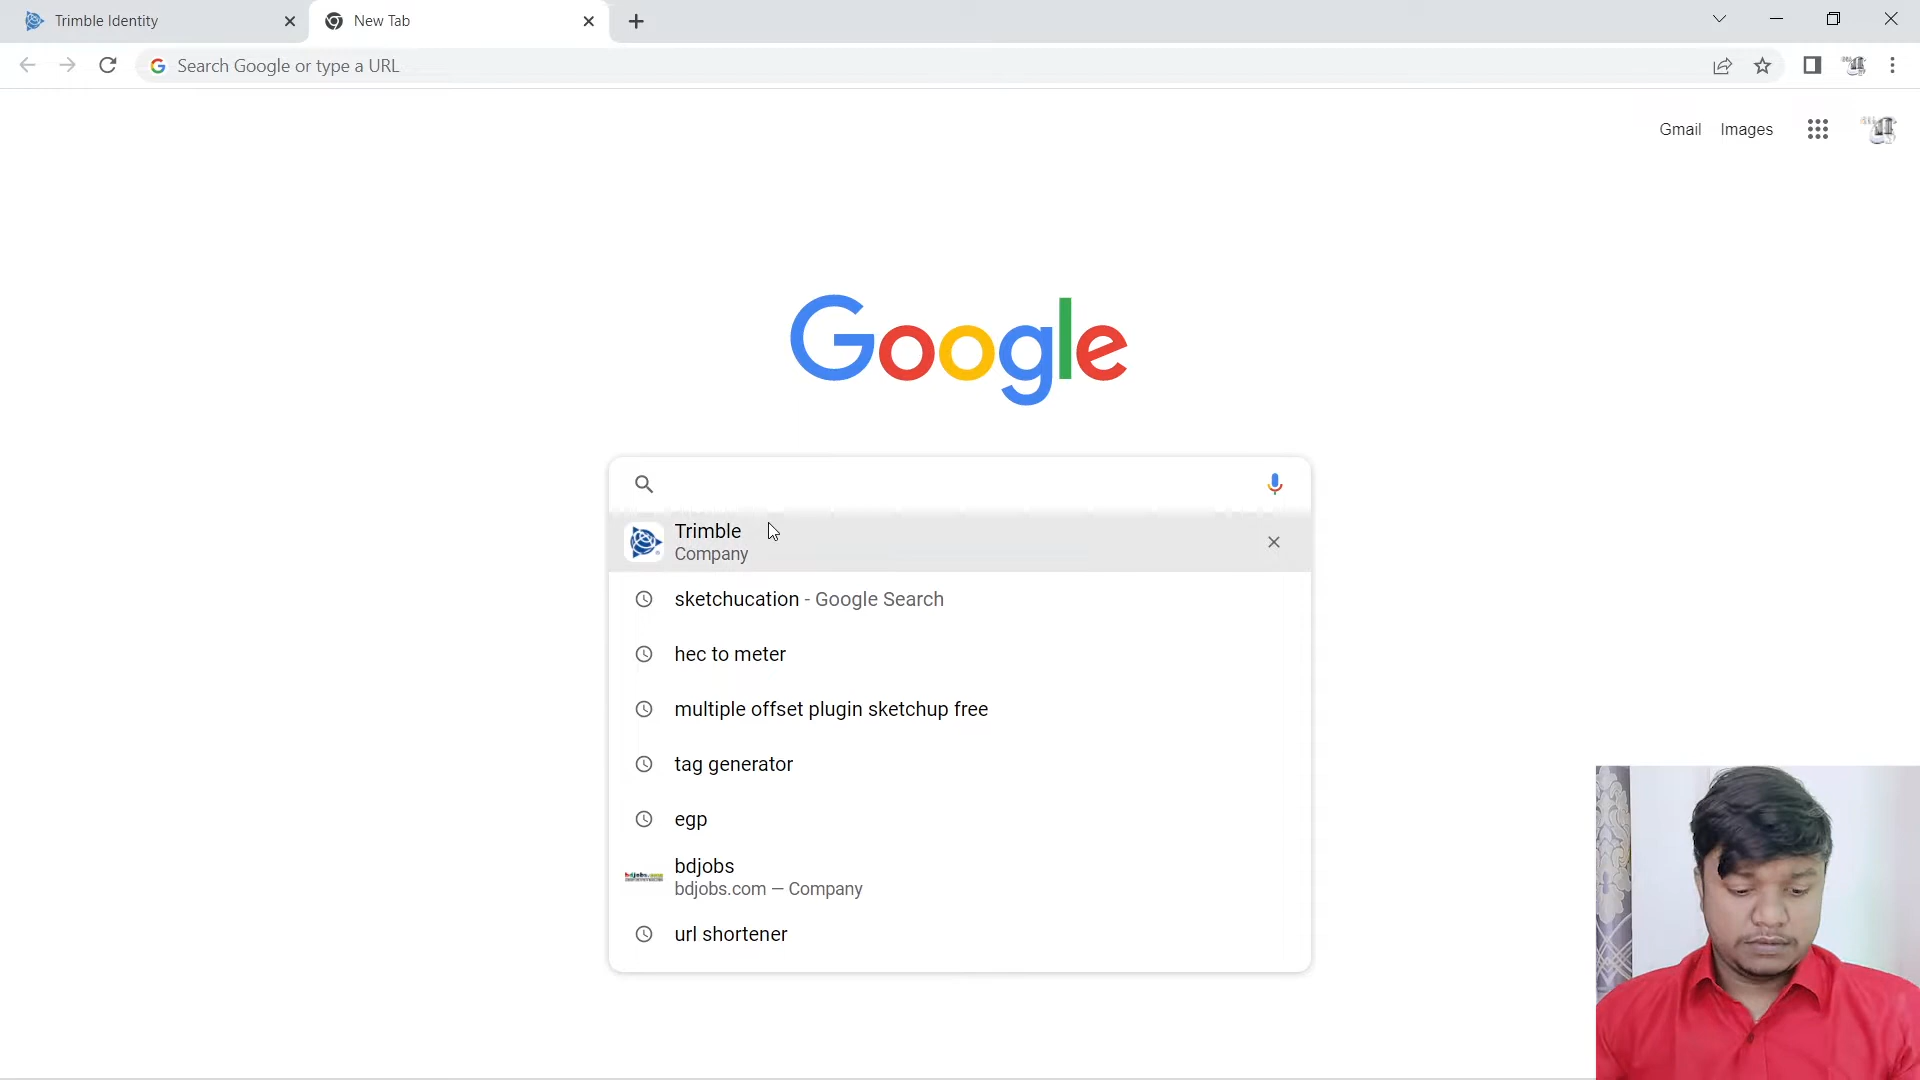 Trimble Identity
New Tab
Search Google or type a URL
Gmail Images
Google
Trimble
Company
sketchucation - Google Search
hec to meter
multiple offset plugin sketchup free
tag generator
egp
bdjobs
bdjobs.com — Company
url shortener